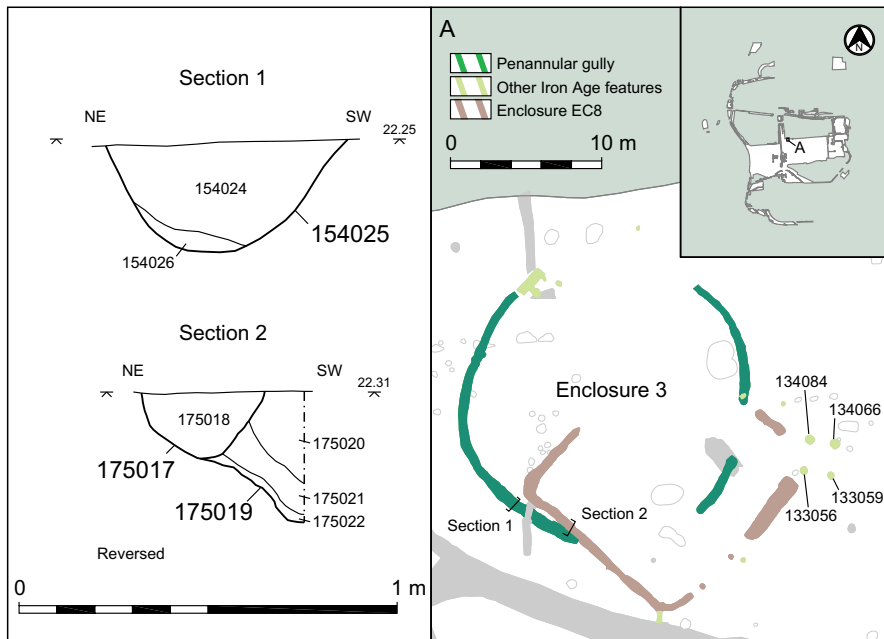 Section 1
NE
SW
22.25
154024
154025
154026
Section 2
NE
SW
22.31
175018
175020
175017
175021
175019
175022
Reversed
0
1 m
A
Penannular gully
Other Iron Age features
Enclosure EC8
0
10 m
N
A
Enclosure 3
134084
134066
133059
133056
Section 1
Section 2